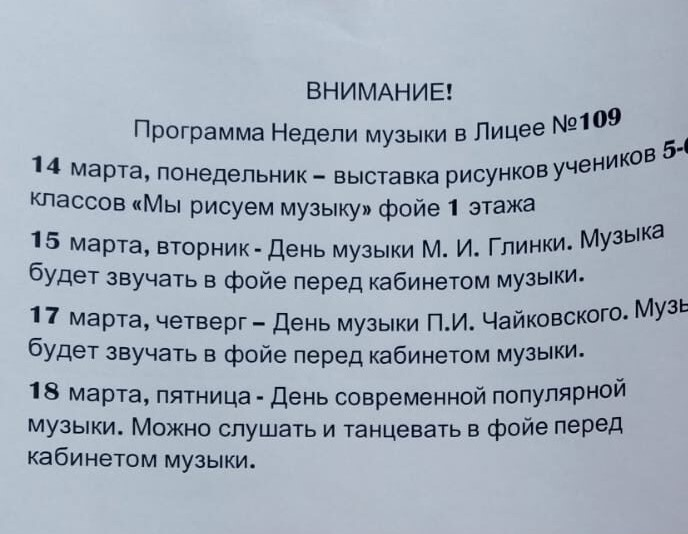 ВНИМАНИЕ!
Программа Недели музыки в Лицее №109
14 марта, понедельник – выставка рисунков учеников 5-
классов «Мы рисуем музыку» фойе 1 этажа
15 марта, вторник - День музыки М. И. Глинки. Музыка
будет звучать в фойе перед кабинетом музыки.
17 марта, четверг – День музыки П.И. Чайковского.
будет звучать в фойе перед кабинетом музыки.
18 марта, пятница - День современной популярной
музыки. Можно слушать и танцевать в фойе перед
кабинетом музыки.